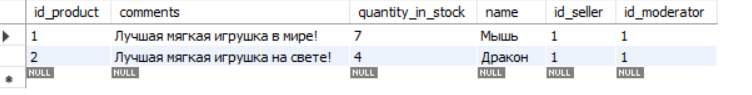 id_product comments quantity_in_stock name id_seller id_moderator
1 Лучшая мягкая игрушка в мире! 7 Мышь 1 1
2 Лучшая мягкая игрушка на свете! 4 Дракон 1 1
NULL NULL NULL NULL NULL NULL